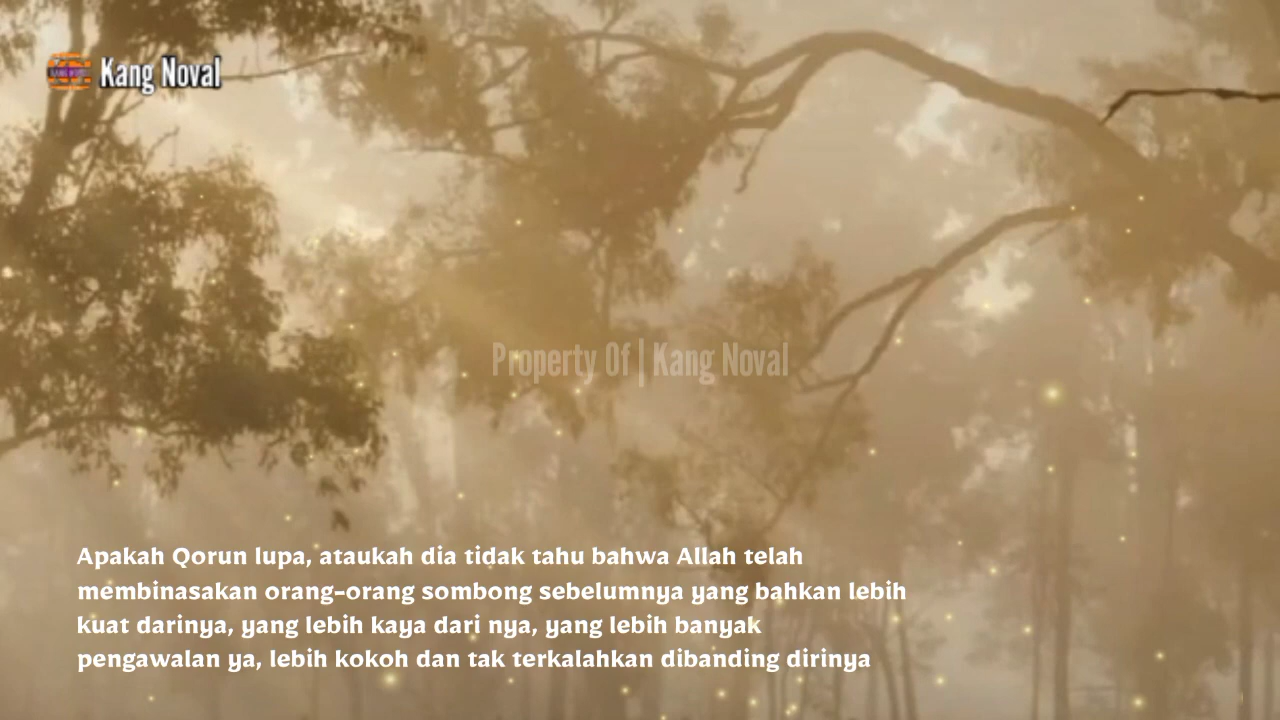 Kang Noval
Property Of | Kang Noval
Apakah Qorun lupa, ataukah dia tidak tahu bahwa Allah telah
membinasakan orang-orang sombong sebelumnya yang bahkan lebih
kuat darinya, yang lebih kaya dari nya, yang lebih banyak
pengawalan ya, lebih kokoh dan tak terkalahkan dibanding dirinya